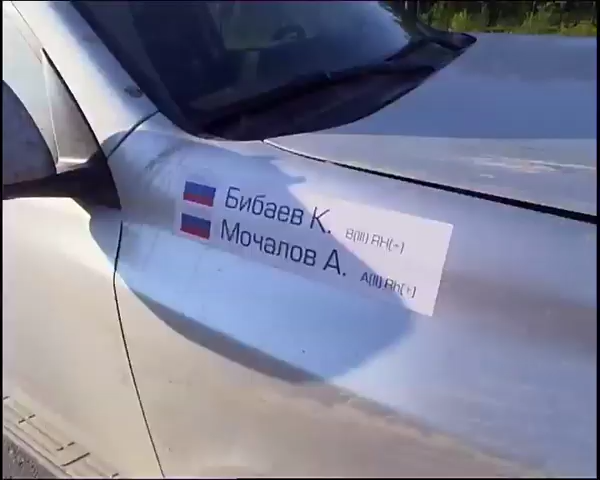 Бибаев К. B(III) RH(+)
Мочалов А. A(II) Rh(+)